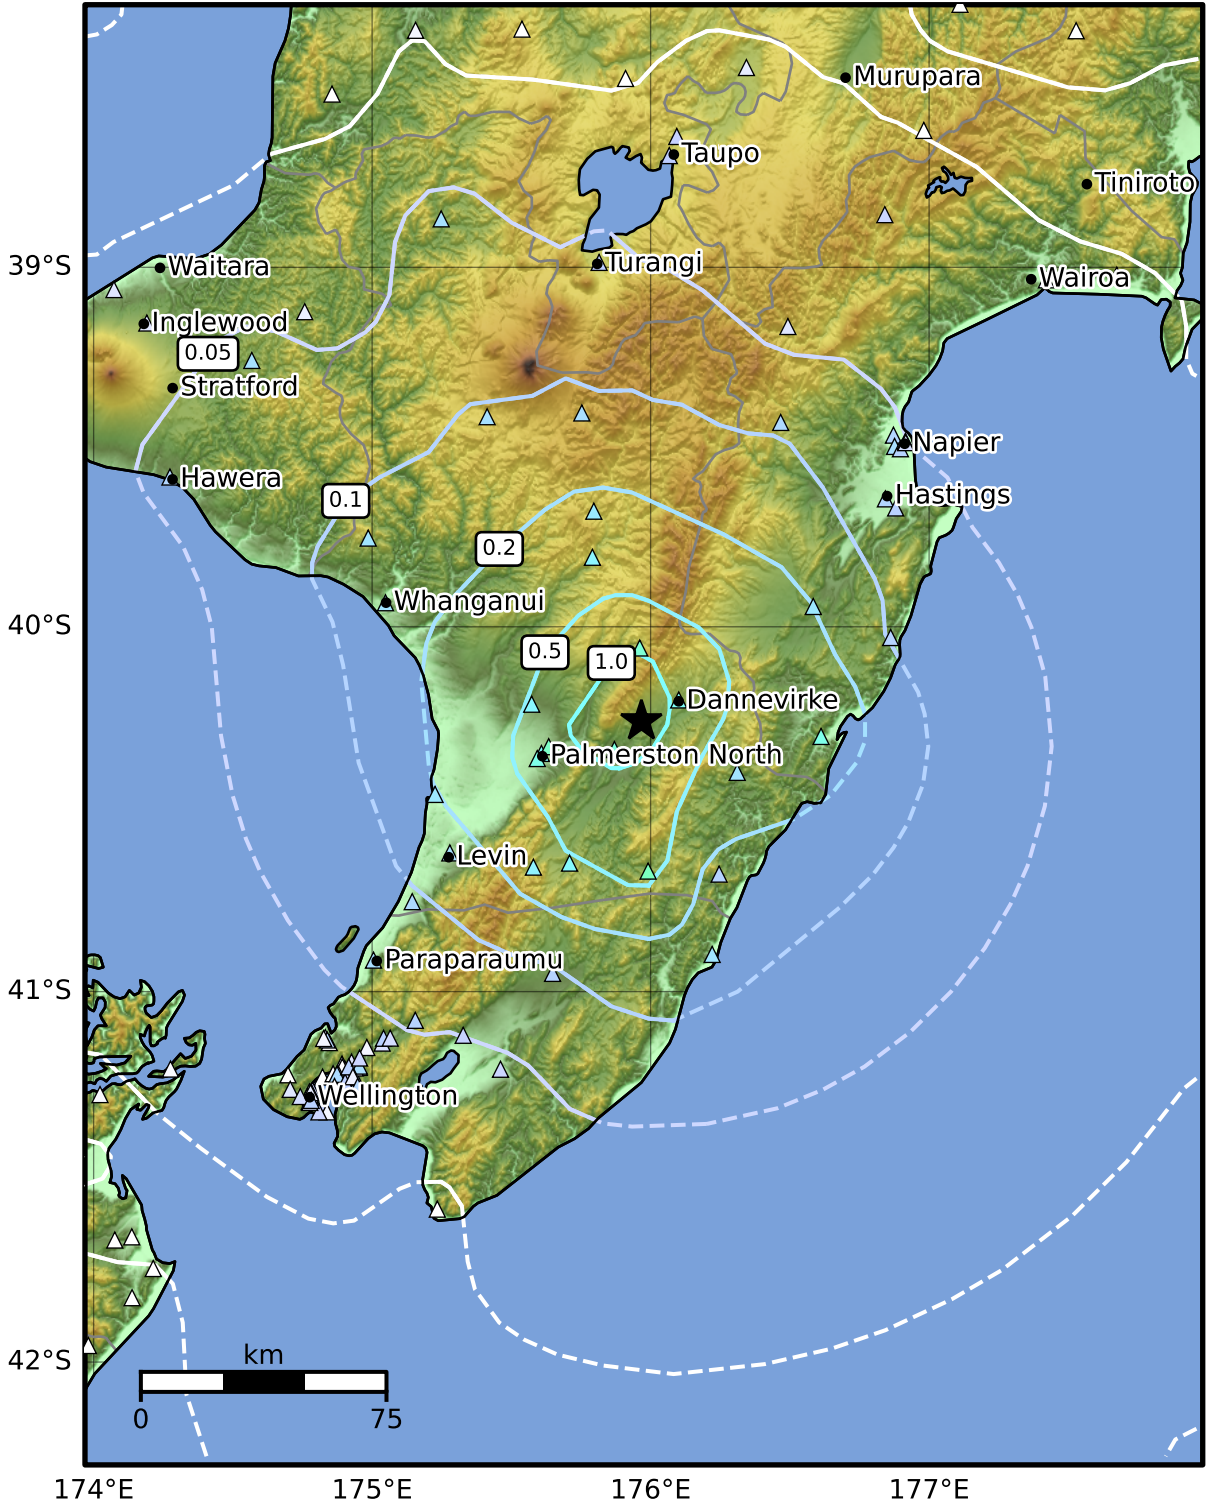 Murupara
Taupo
Tiniroto
39°S
Waitara
Turangi
Wairoa
Inglewood
0.05
Stratford
Napier
Hawera
Hastings
0.1
0.2
Whanganui
40°S
0.5
1.0
Dannevirke
Palmerston North
Levin
Paraparaumu
41°S
Wellington
42°S
km
0 75
174°E 175°E 176°E 177°E